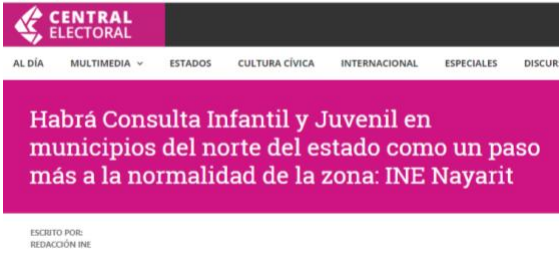 CENTRAL
ELECTORAL
AL DÍA MULTIMEDIA ESTADOS CULTURA CÍVICA INTERNACIONAL ESPECIALES DISCUR
Habrá Consulta Infantil y Juvenil en
municipios del norte del estado como un paso
más a la normalidad de la zona: INE Nayarit
ESCRITO POR:
REDACCIÓN INE